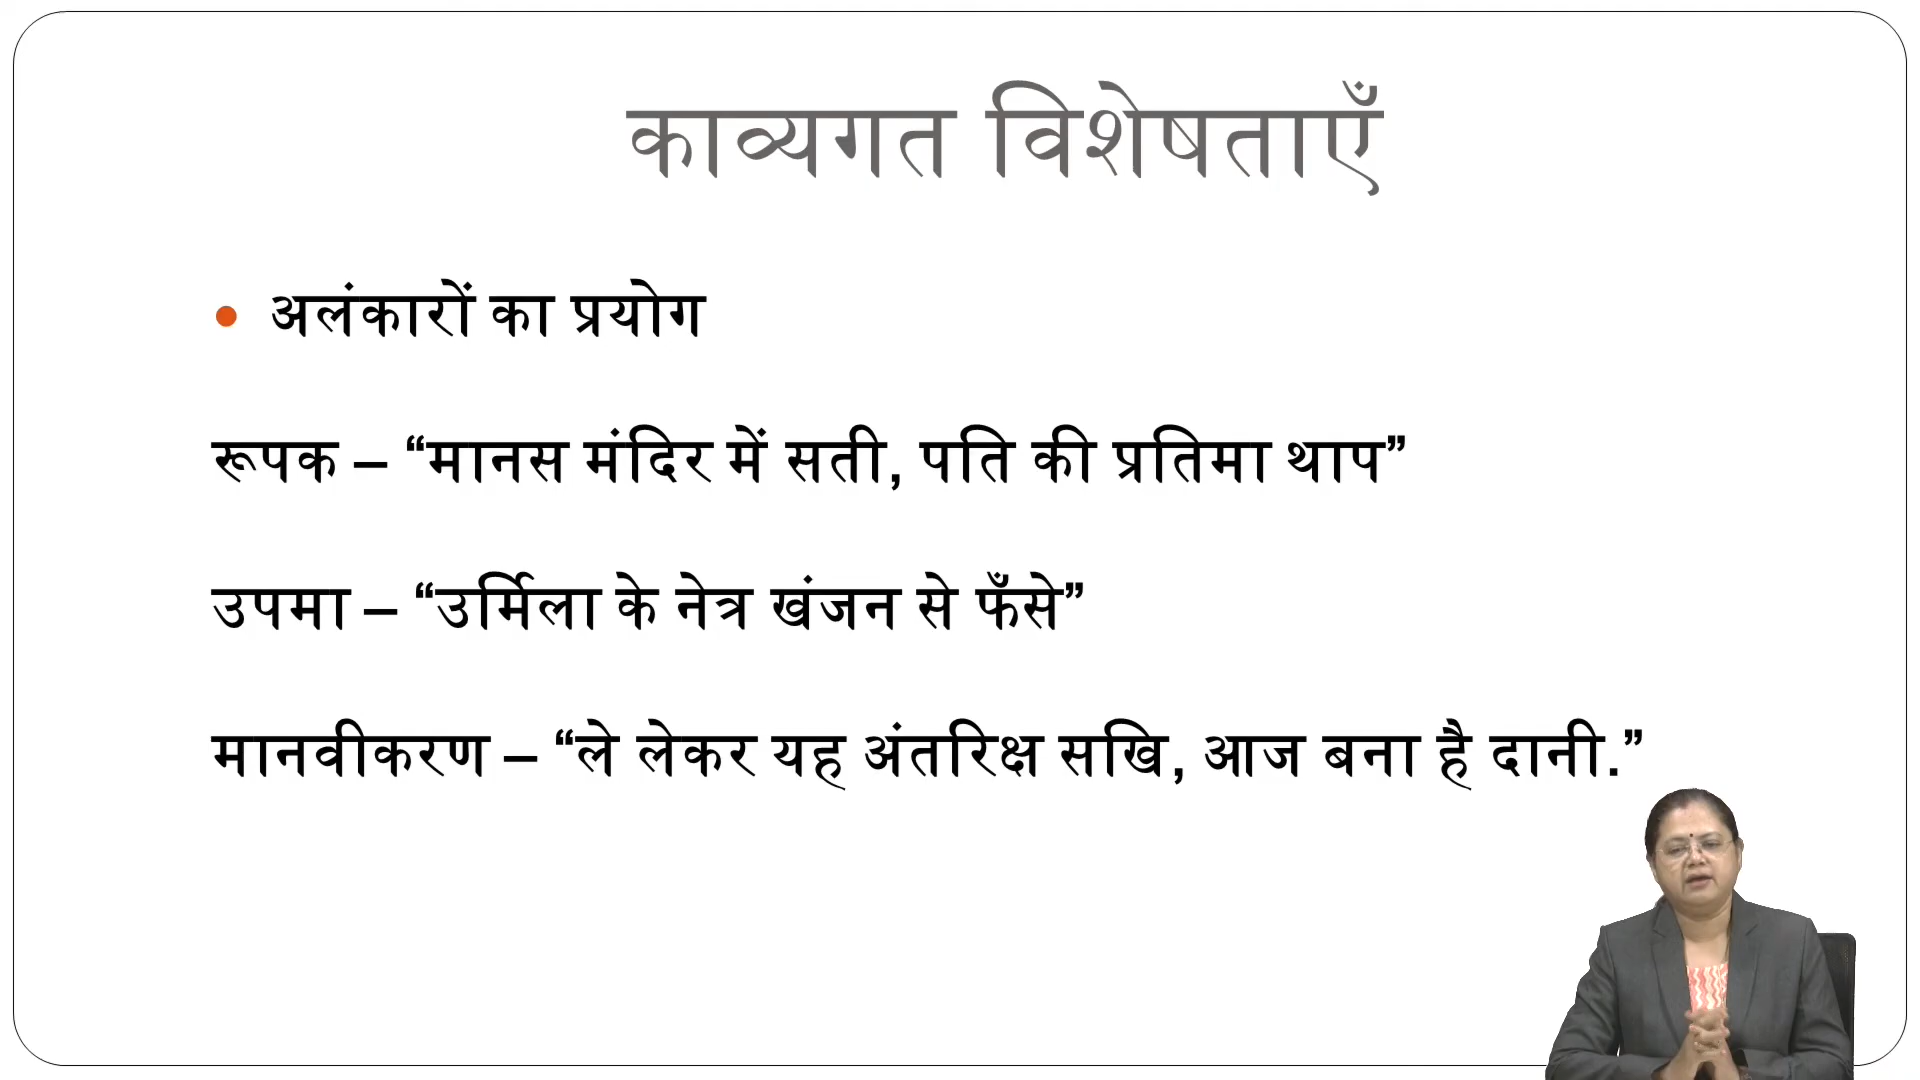 काव्यगत विशेषताएँ
• अलंकारों का प्रयोग
रूपक – “मानस मंदिर में सती, पति की प्रतिमा थाप”
उपमा – “उर्मिला के नेत्र खंजन से फँसे”
मानवीकरण – “ले लेकर यह अंतरिक्ष सखि, आज बना है दानी.”